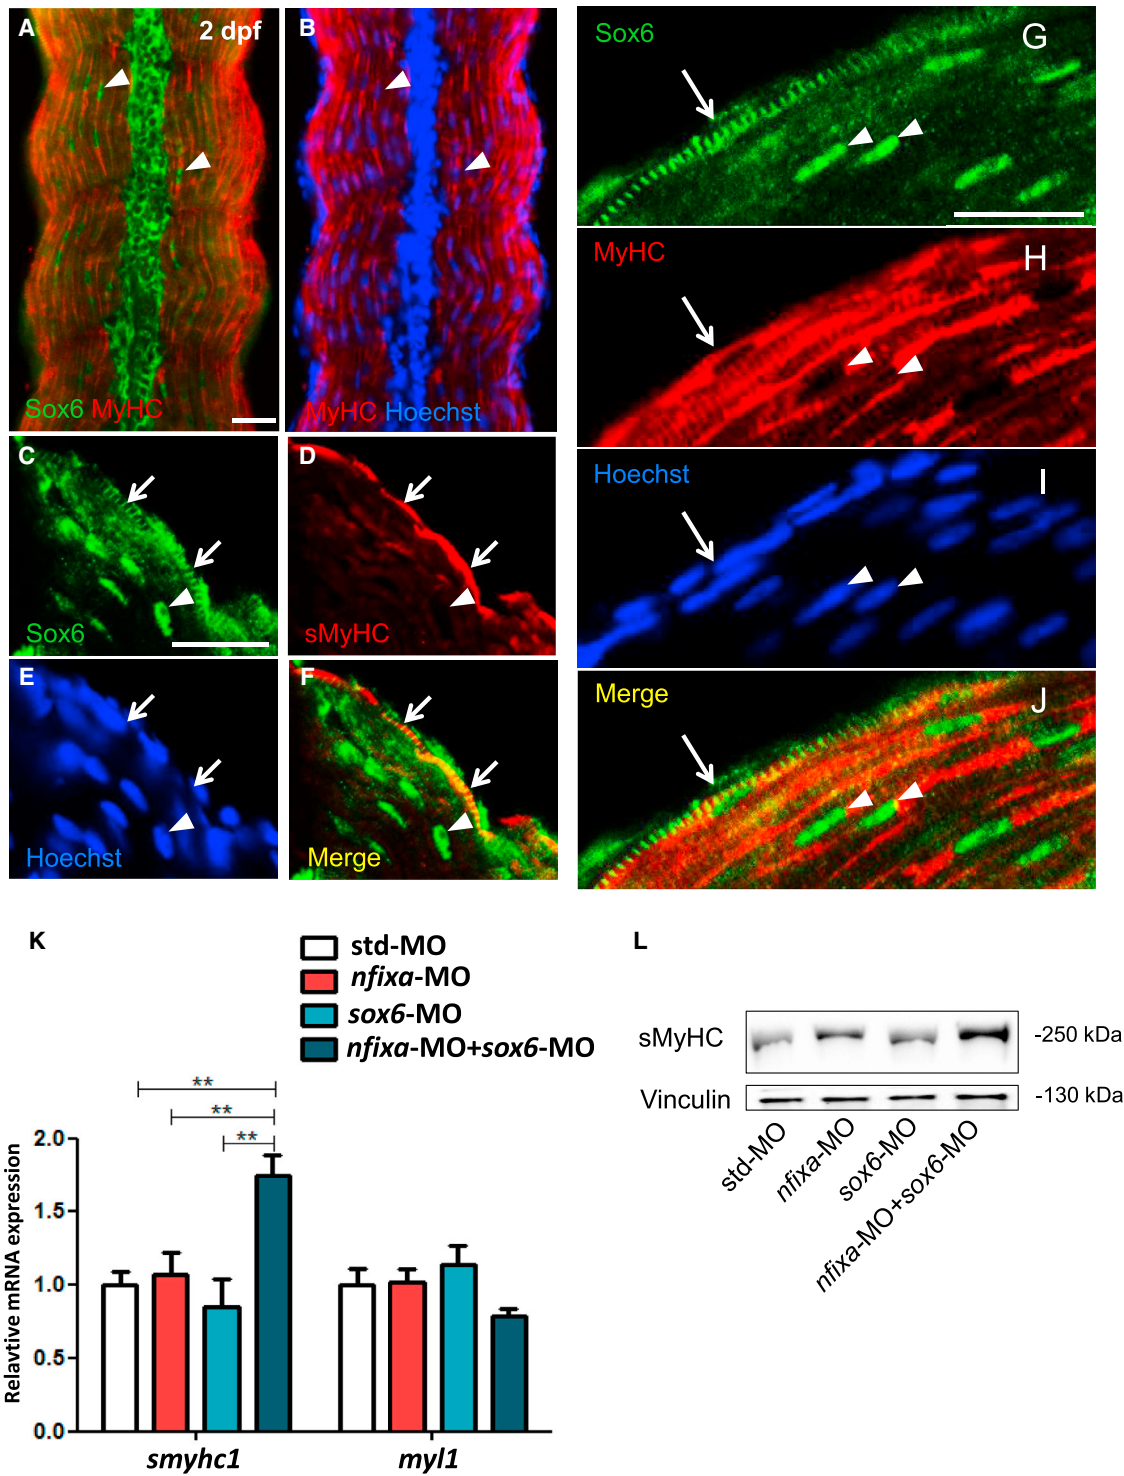 A
2 dpf
Sox6 MyHC
B
MyHC Hoechst
C
Sox6
D
sMyHC
E
Hoechst
F
Merge
Sox6
G
MyHC
H
Hoechst
I
Merge
J
K
std-MO
nfixa-MO
sox6-MO
nfixa-MO+sox6-MO
**
**
**
Relavtive mRNA expression
2.0
1.5
1.0
0.5
0.0
smyhc1
myl1
L
sMyHC
-250 kDa
Vinculin
-130 kDa
std-MO
nfixa-MO
sox6-MO
nfixa-MO+sox6-MO